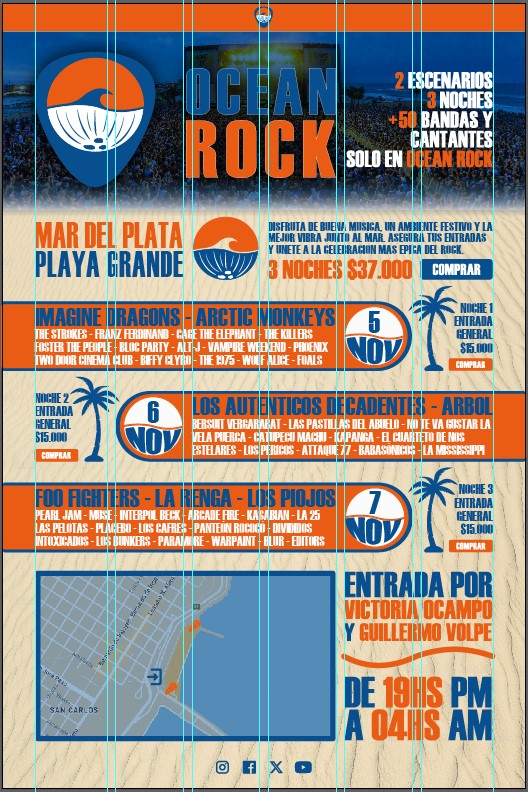 OCEAN
ROCK
2 ESCENARIOS
3 NOCHES
+50 BANDAS Y
CANTANTES
SOLO EN OCEAN ROCK
MAR DEL PLATA
PLAYA GRANDE
DISFRUTA DE BUENA MUSICA, UN AMBIENTE FESTIVO Y LA
MEJOR VIBRA JUNTO AL MAR. ASEGURA TUS ENTRADAS
Y UNETE A LA CELEBRACION MAS EPICA DEL ROCK.
3 NOCHES $37.000
COMPRAR
IMAGINE DRAGONS - ARCTIC MONKEYS
THE STROKES - FRANZ FERDINAND - CAGE THE ELEPHANT - THE KILLERS
FOSTER THE PEOPLE - BLOC PARTY - ALT-J - VAMPIRE WEEKEND - PHOENIX
TWO DOOR CINEMA CLUB - BIFFY CLYRO - THE 1975 - WOLF ALICE - FOALS
5
NOV
NOCHE 1
ENTRADA
GENERAL
$15.000
COMPRAR
NOCHE 2
ENTRADA
GENERAL
$15.000
COMPRAR
6
NOV
LOS AUTENTICOS DECADENTES - ARBOL
BERSUIT VERGARABAT - LAS PASTILLAS DEL ABUELO - NO TE VA GUSTAR LA
VELA PUERCA - CATUPECU MACHU - KAPANGA - EL CUARTETO DE NOS
ESTELARES - LOS PERICOS - ATTAQUE 77 - BABASONICOS - LA MISSISSIPPI
FOO FIGHTERS - LA RENGA - LOS PIOJOS
PEARL JAM - MUSE - INTERPOL BECK - ARCADE FIRE - KASABIAN - LA 25
LAS PELOTAS - PLACEBO - LOS CAFRES - PANTEON ROCOCO - DIVIDIDOS
INTOXICADOS - LOS BUNKERS - PARAMORE - WARPAINT - BLUR - EDITORS
7
NOV
NOCHE 3
ENTRADA
GENERAL
$15.000
COMPRAR
SAN CARLOS
ENTRADA POR
VICTORIA OCAMPO
Y GUILLERMO VOLPE
DE 19HS PM
A 04HS AM